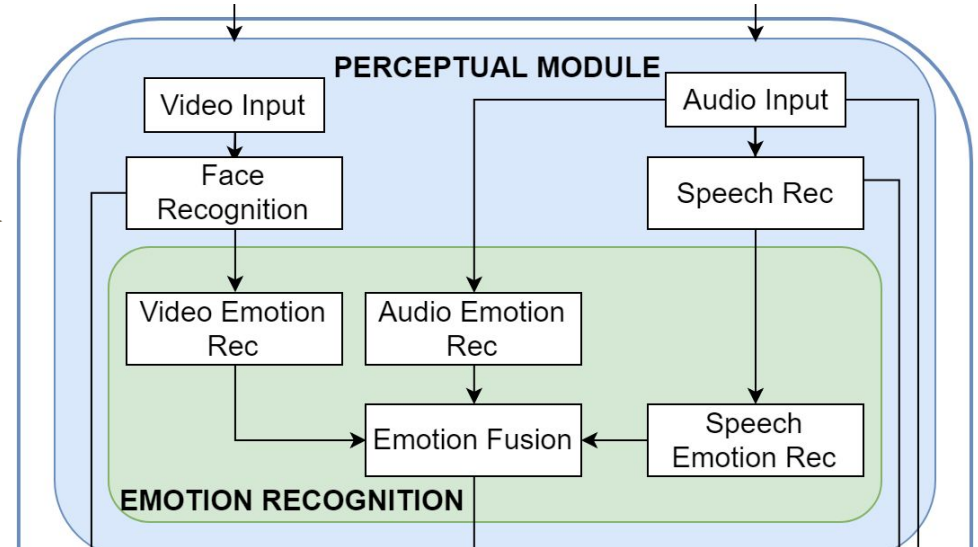 PERCEPTUAL MODULE
Video Input
Audio Input
Face
Recognition
Speech Rec
Video Emotion
Rec
Audio Emotion
Rec
Emotion Fusion
Speech
Emotion Rec
EMOTION RECOGNITION